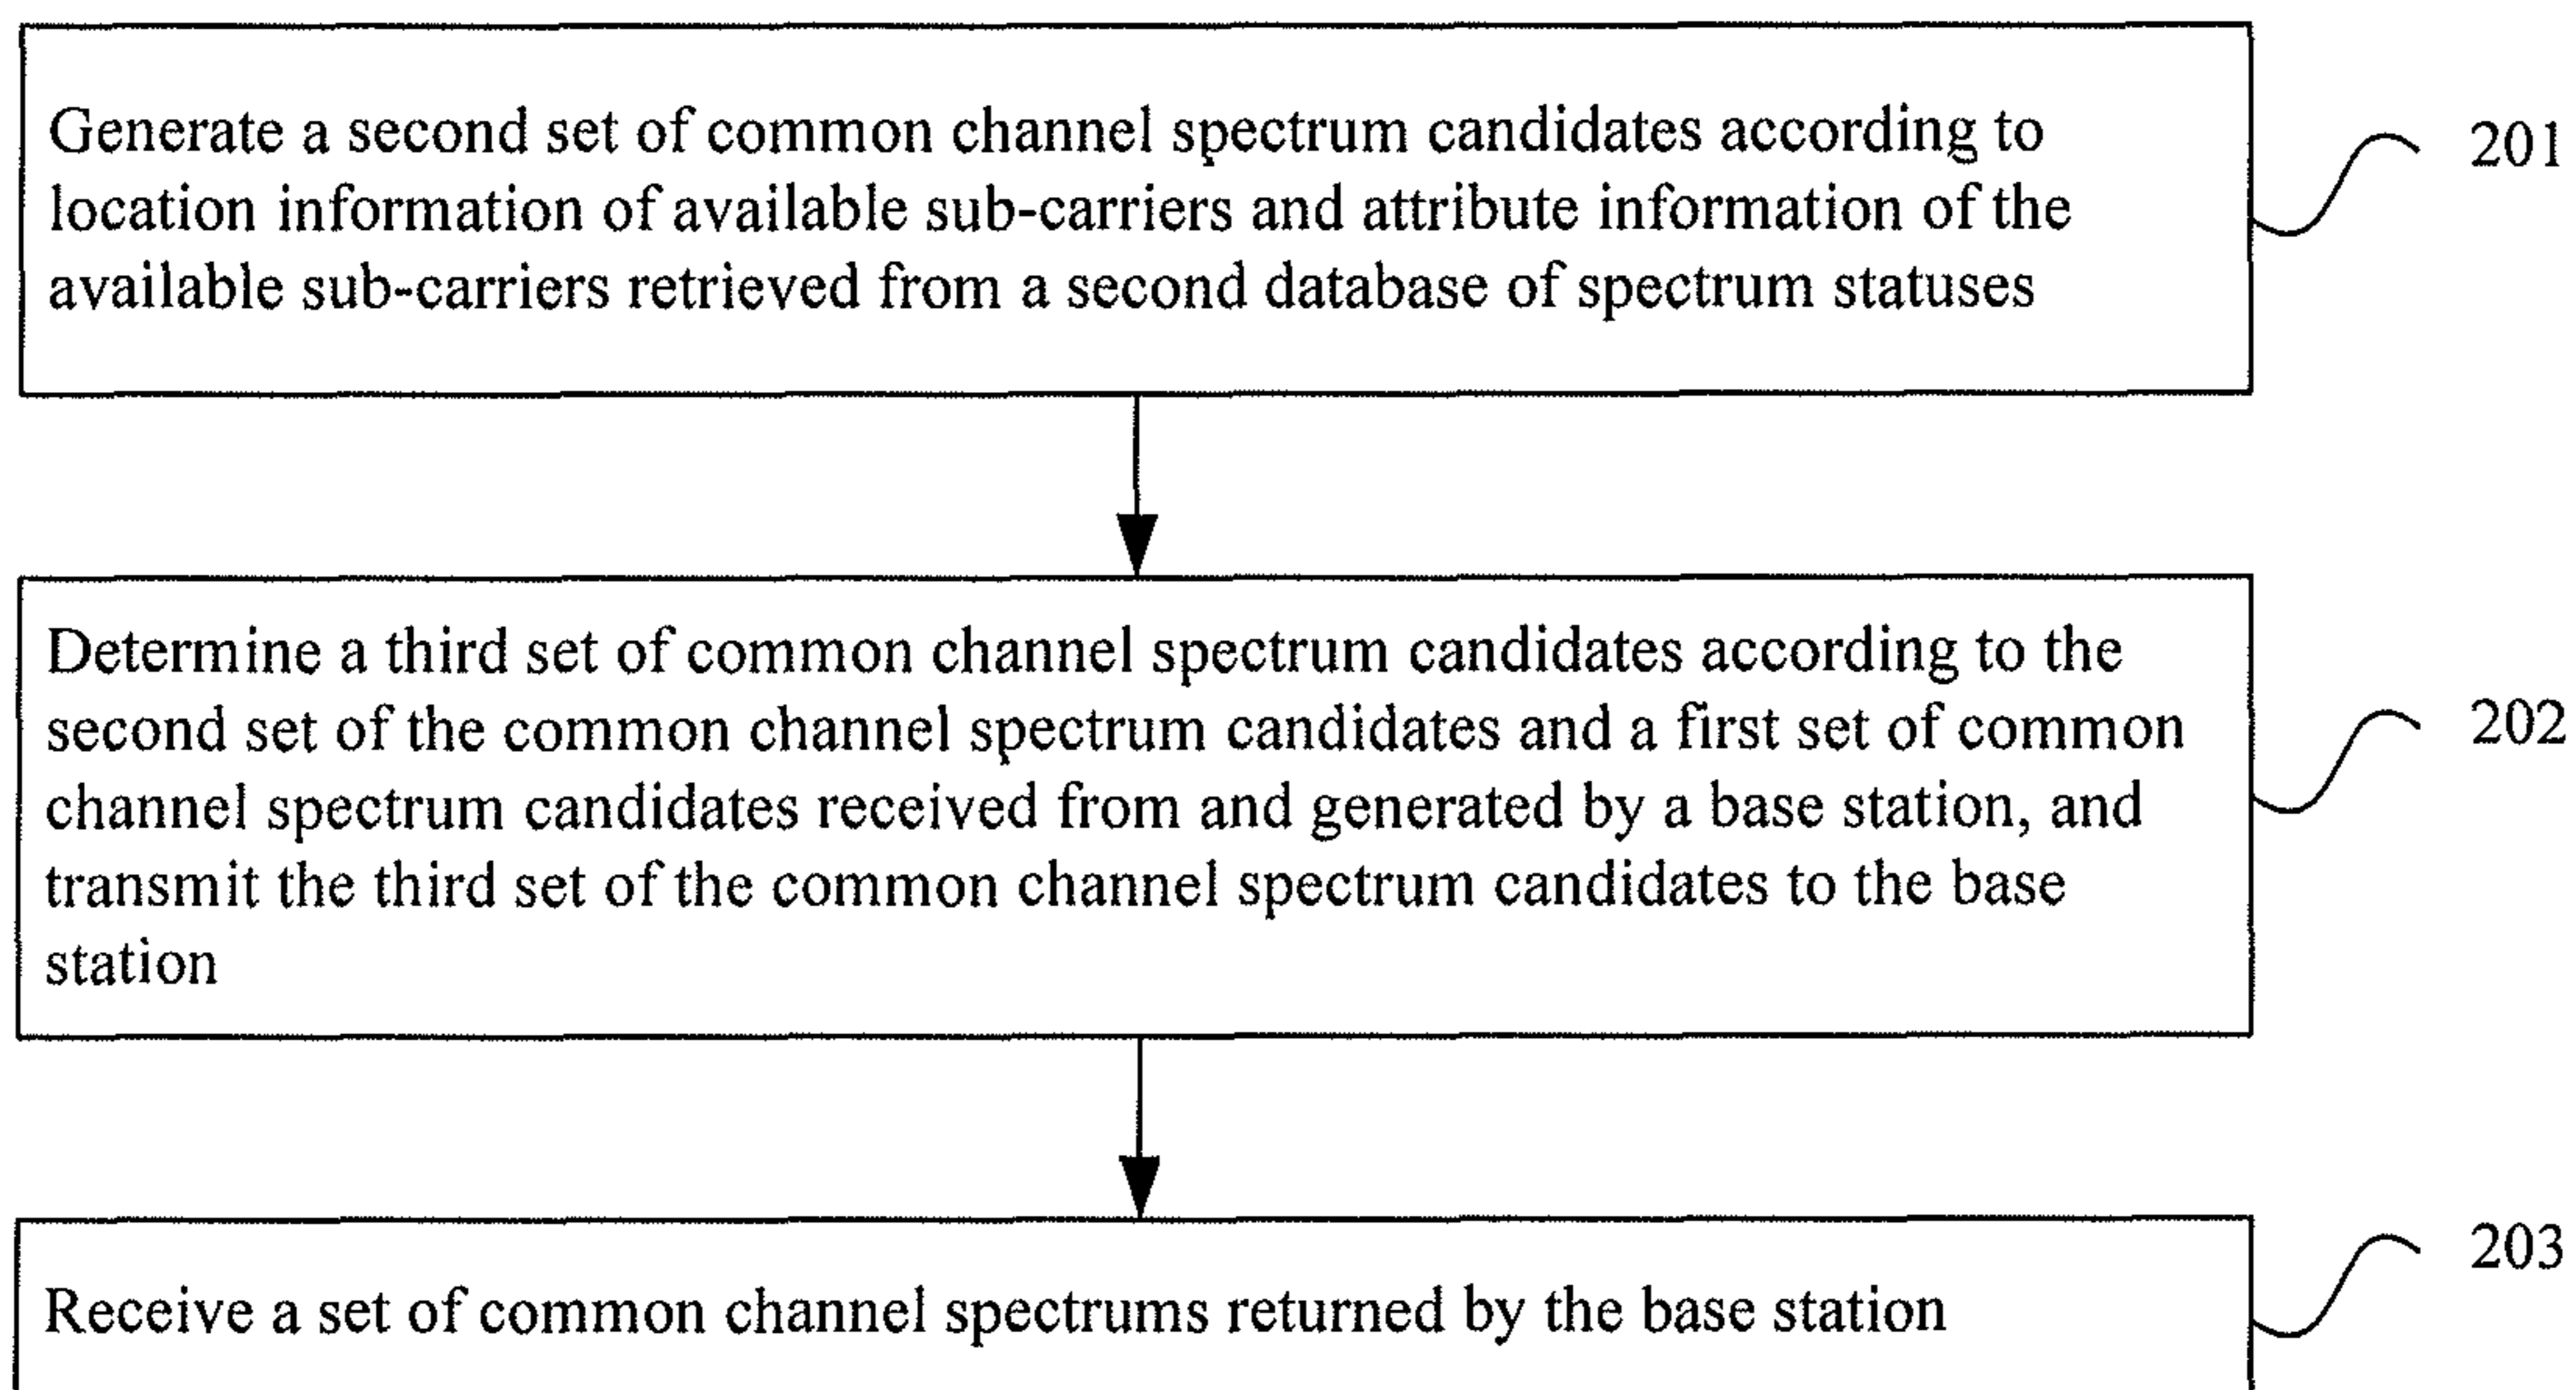 Generate a second set of common channel spectrum candidates according to
location information of available sub-carriers and attribute information of the
available sub-carriers retrieved from a second database of spectrum statuses
201
Determine a third set of common channel spectrum candidates according to the
second set of the common channel spectrum candidates and a first set of common
channel spectrum candidates received from and generated by a base station, and
transmit the third set of the common channel spectrum candidates to the base
station
202
Receive a set of common channel spectrums returned by the base station
203